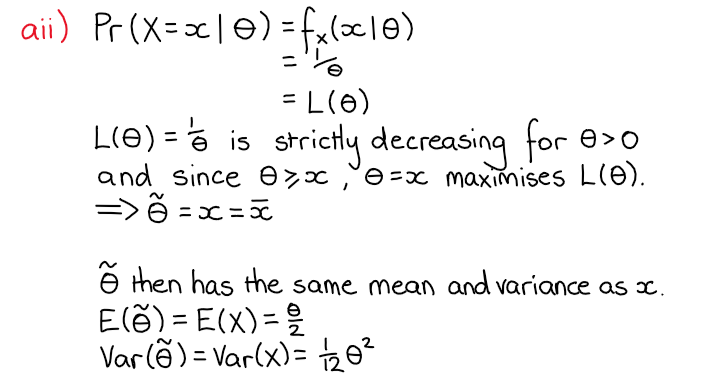 aii) Pr(X=x|θ) = fₓ(x|θ)
= 1/θ
= L(θ)
L(θ) = 1/θ is strictly decreasing for θ>0
and since θ⩾x, θ=x maximises L(θ).
⟹ θ̃ = x = x̄
θ̃ then has the same mean and variance as x.
E(θ̃) = E(X) = θ/2
Var(θ̃) = Var(X) = 1/12 θ²